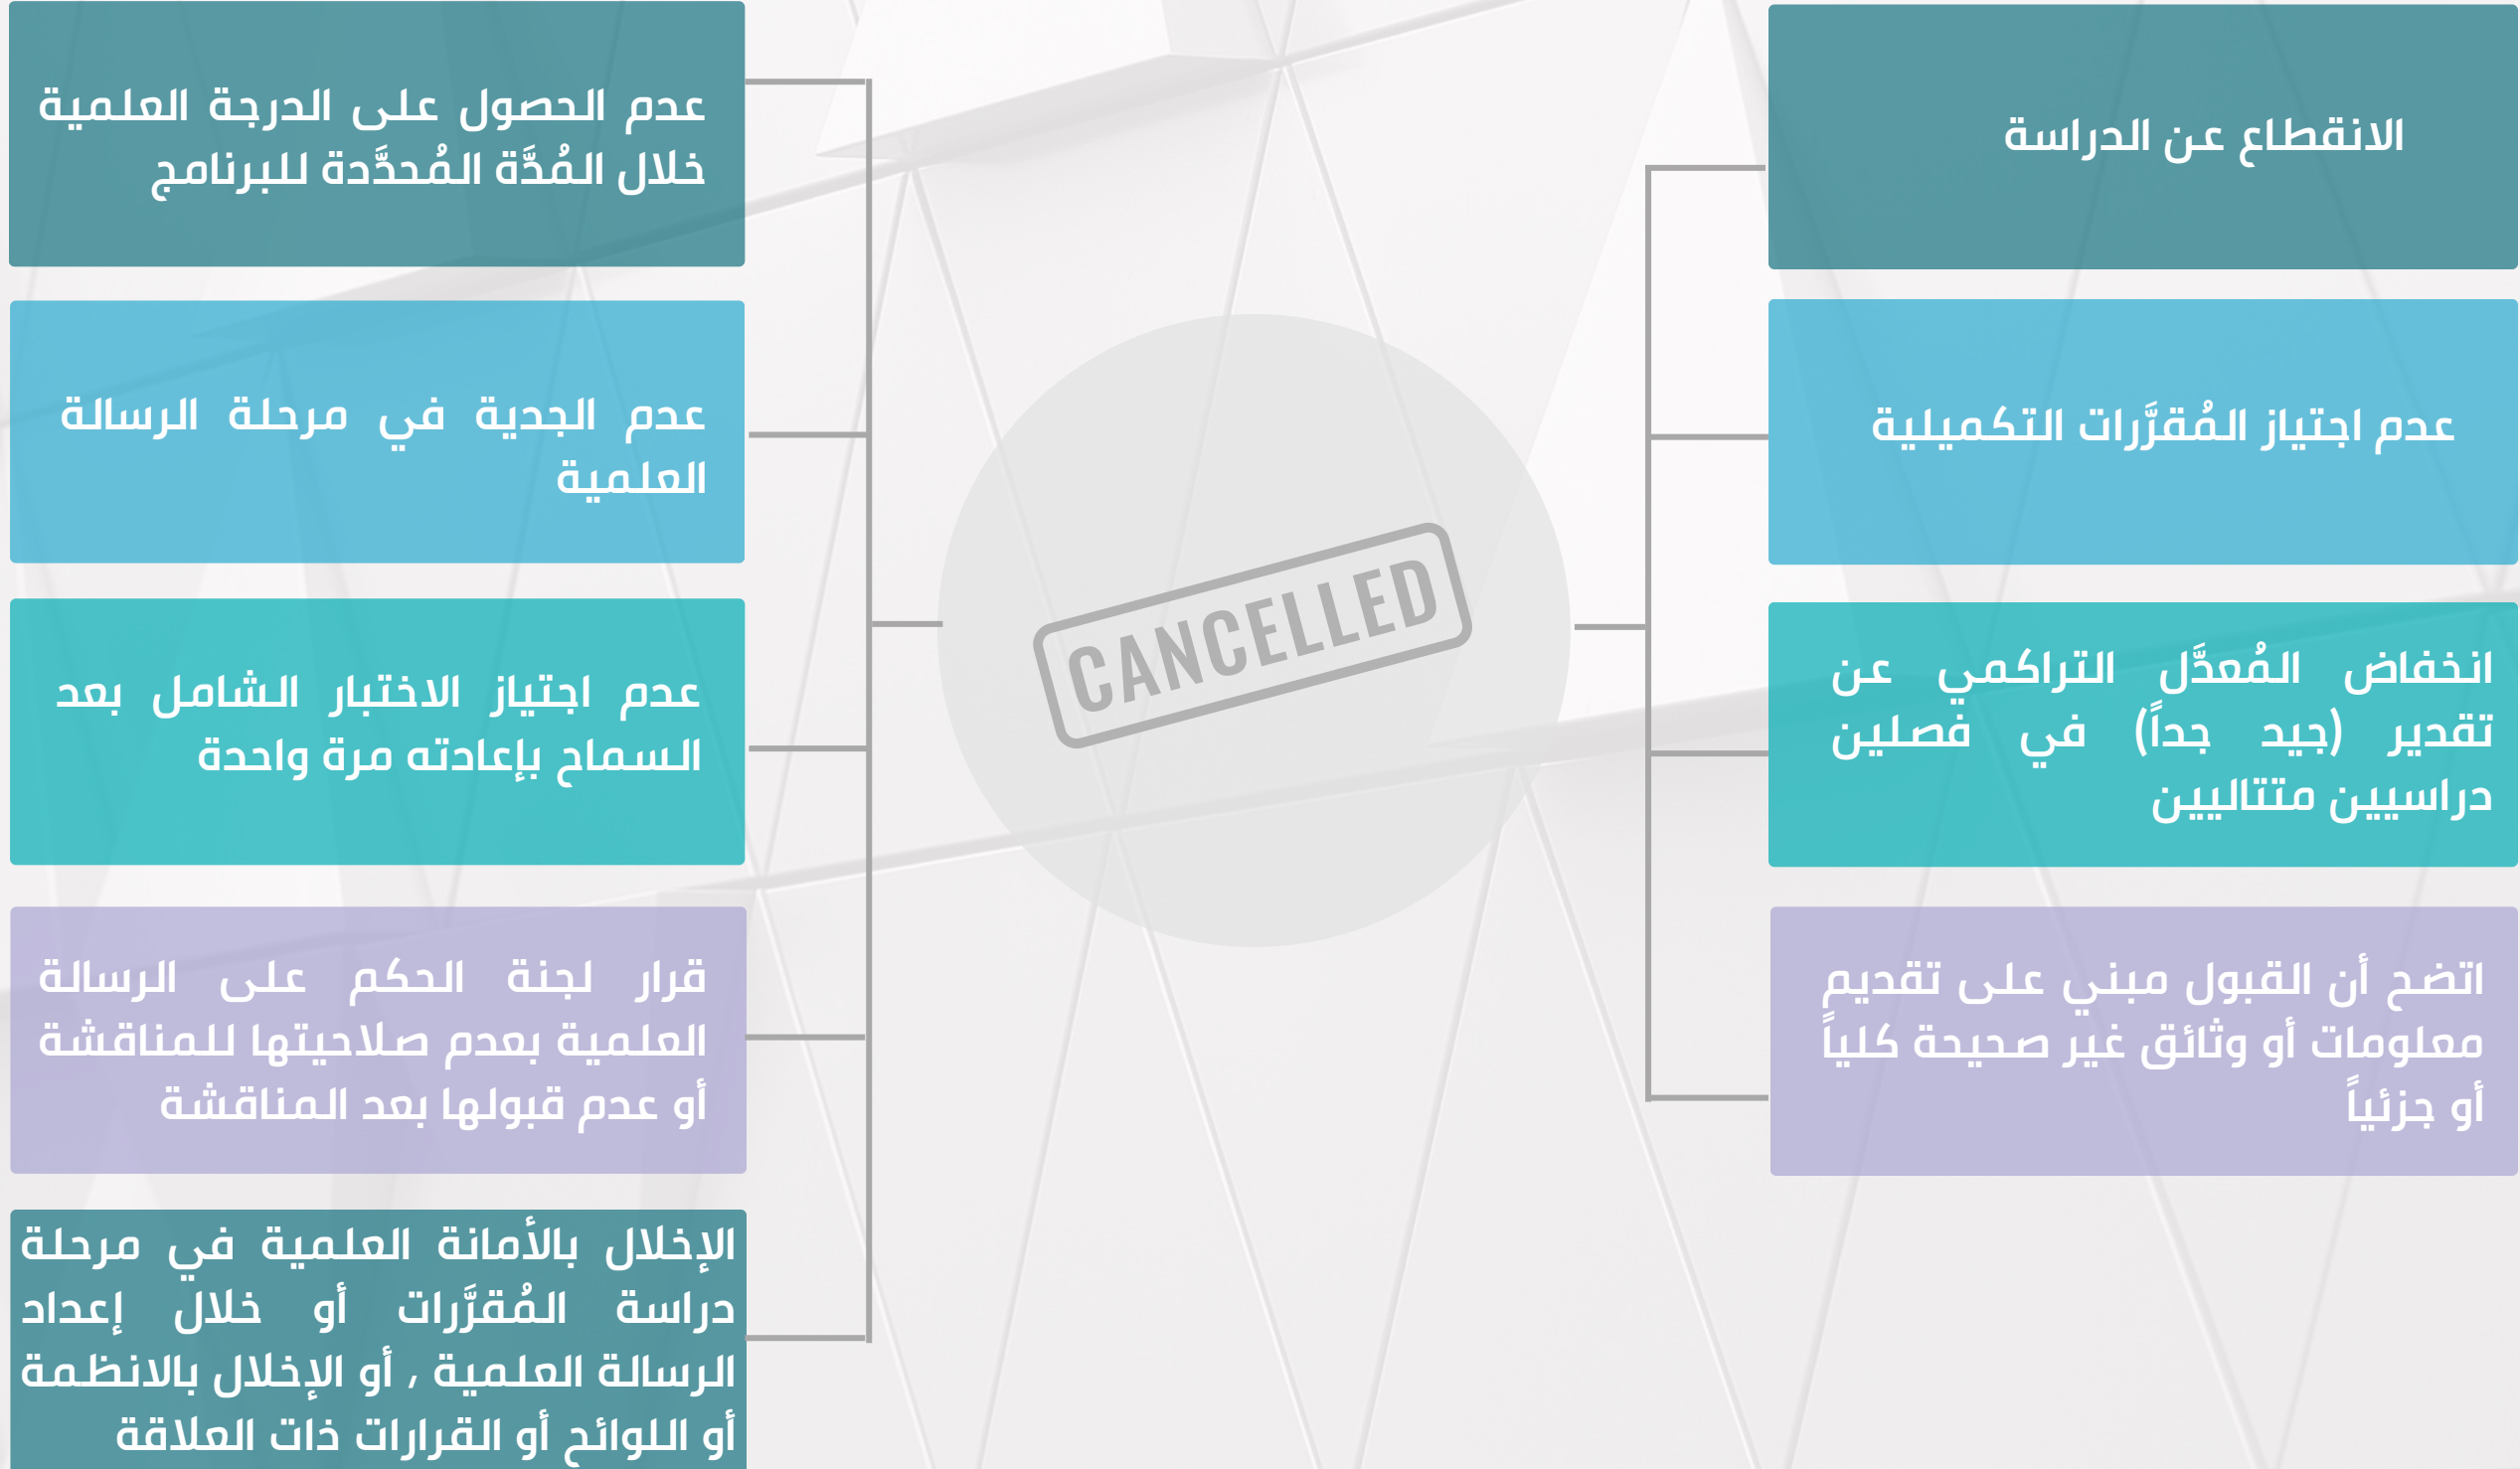 الانقطاع عن الدراسة
عدم اجتياز المُقرَّرات التكميلية
انخفاض المُعدَّل التراكمي عن
تقدير (جيد جداً) في فصلين
دراسيين متتاليين
اتضح أن القبول مبني على تقديم
معلومات أو وثائق غير صحيحة كلياً
أو جزئياً
CANCELLED
عدم الحصول على الدرجة العلمية
خلال المُدَّة المُحدَّدة للبرنامج
عدم الجدية في مرحلة الرسالة
العلمية
عدم اجتياز الاختبار الشامل بعد
السماح بإعادته مرة واحدة
قرار لجنة الحكم على الرسالة
العلمية بعدم صلاحيتها للمناقشة
أو عدم قبولها بعد المناقشة
الإخلال بالأمانة العلمية في مرحلة
دراسة المُقرَّرات أو خلال إعداد
الرسالة العلمية ، أو الإخلال بالانظمة
أو اللوائح أو القرارات ذات العلاقة